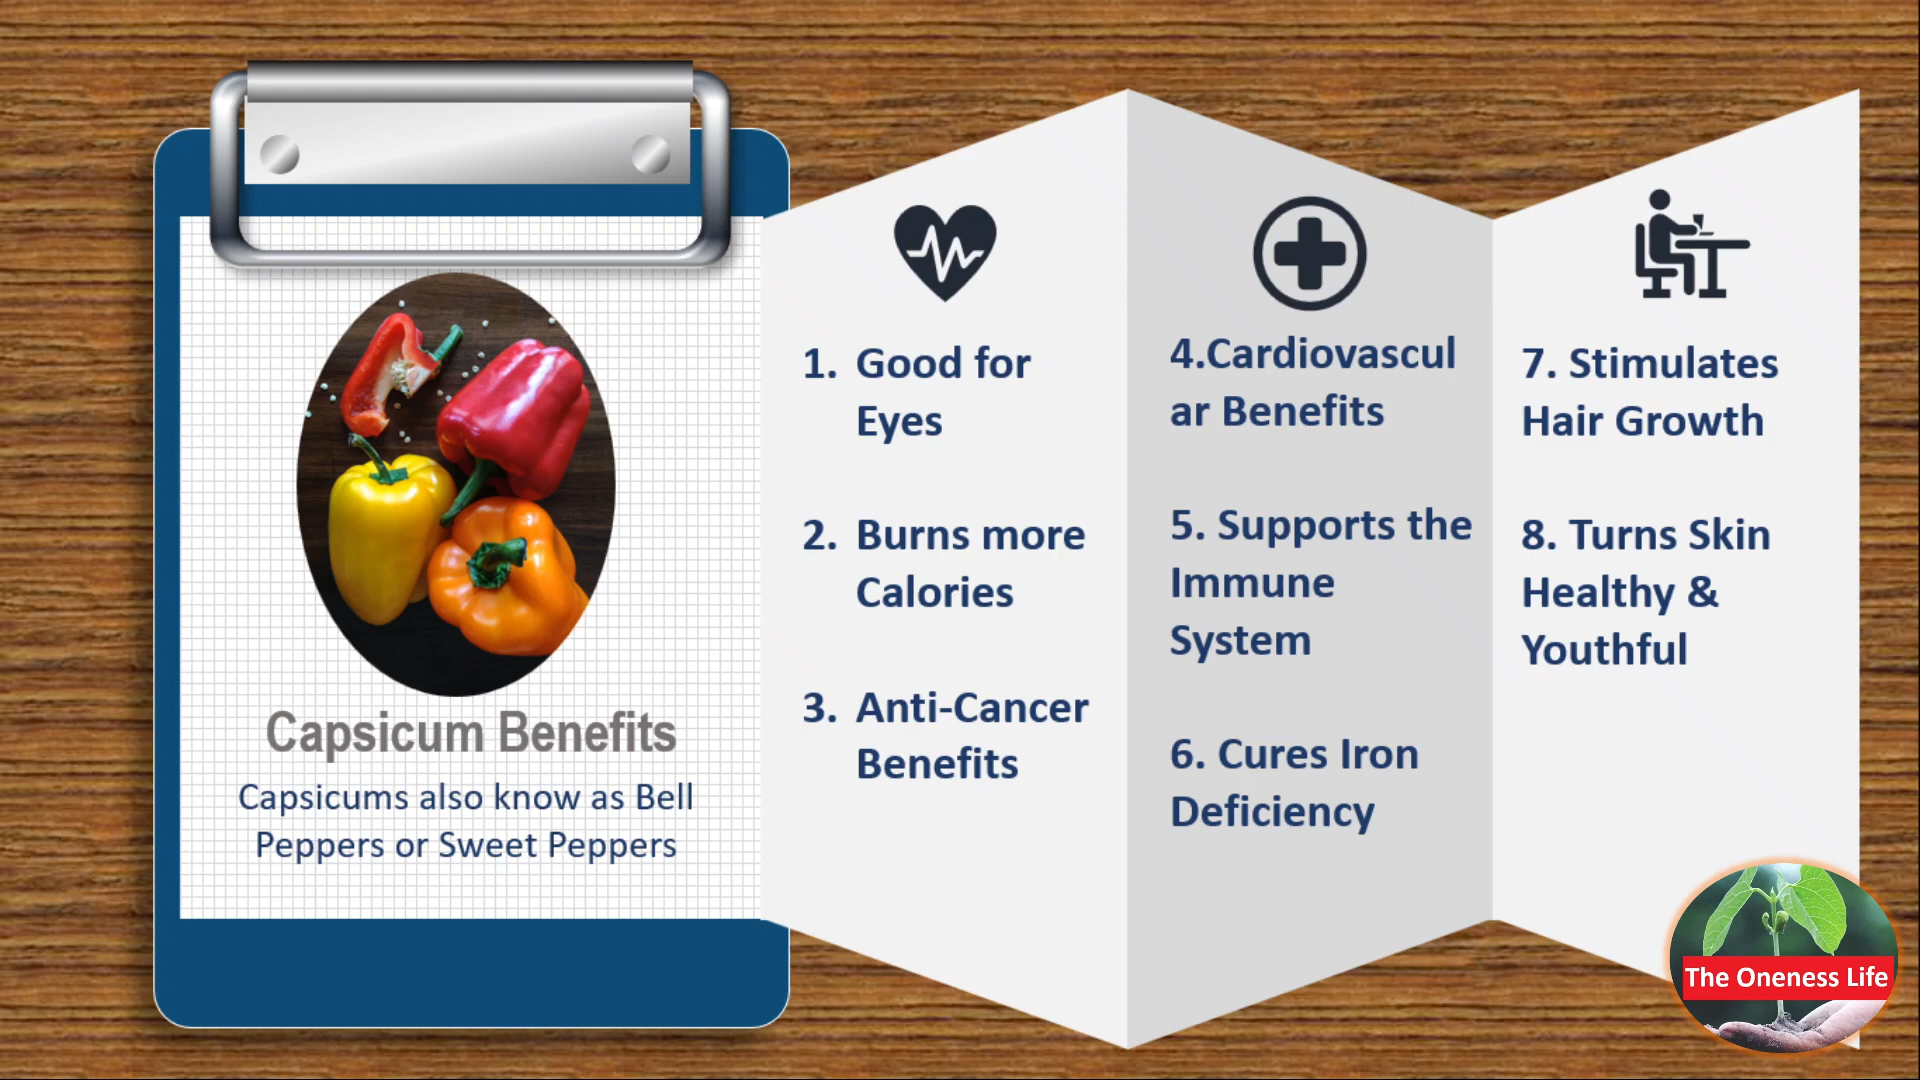 Capsicum Benefits
Capsicums also know as Bell
Peppers or Sweet Peppers
1. Good for
Eyes
2. Burns more
Calories
3. Anti-Cancer
Benefits
4.Cardiovascul
ar Benefits
5. Supports the
Immune
System
6. Cures Iron
Deficiency
7. Stimulates
Hair Growth
8. Turns Skin
Healthy &
Youthful
The Oneness Life